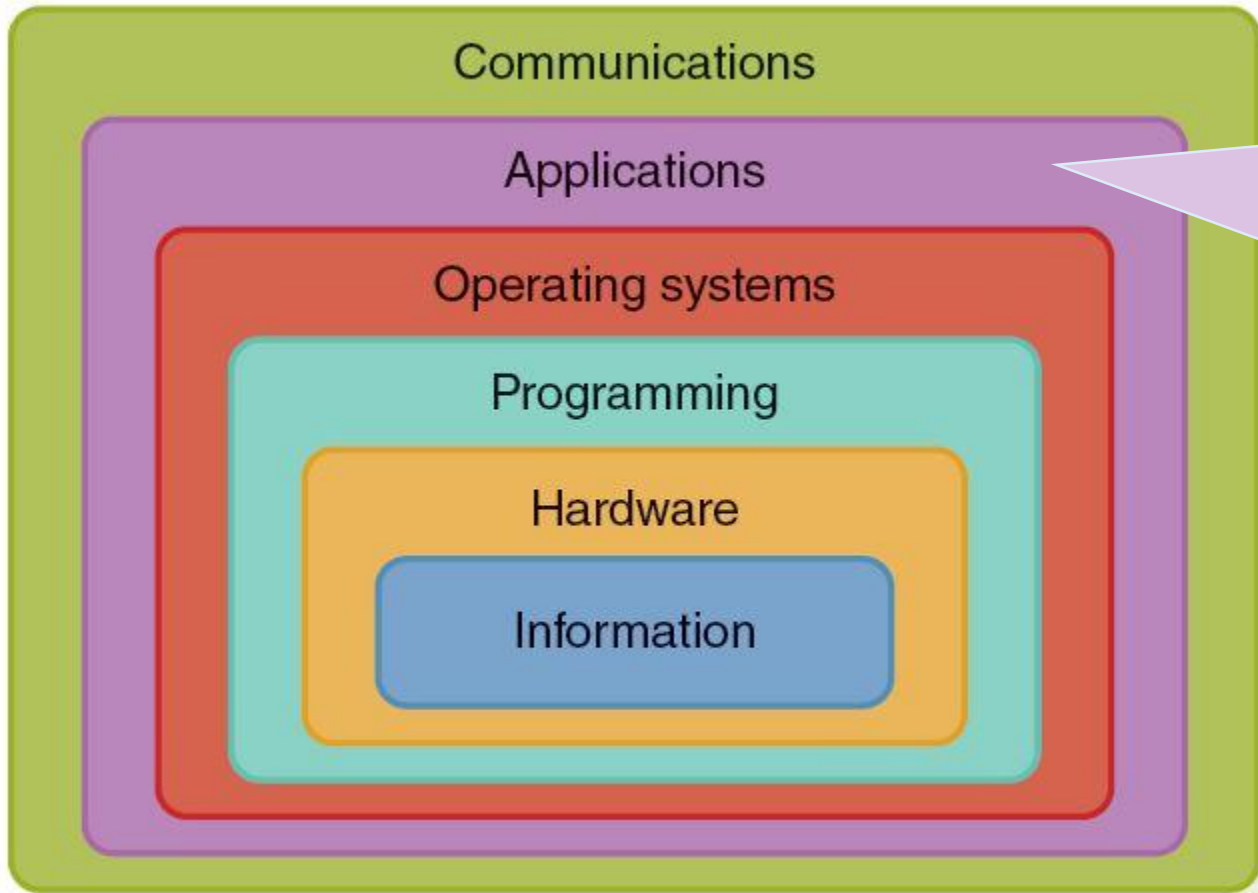 Communications
Applications
Operating systems
Programming
Hardware
Information